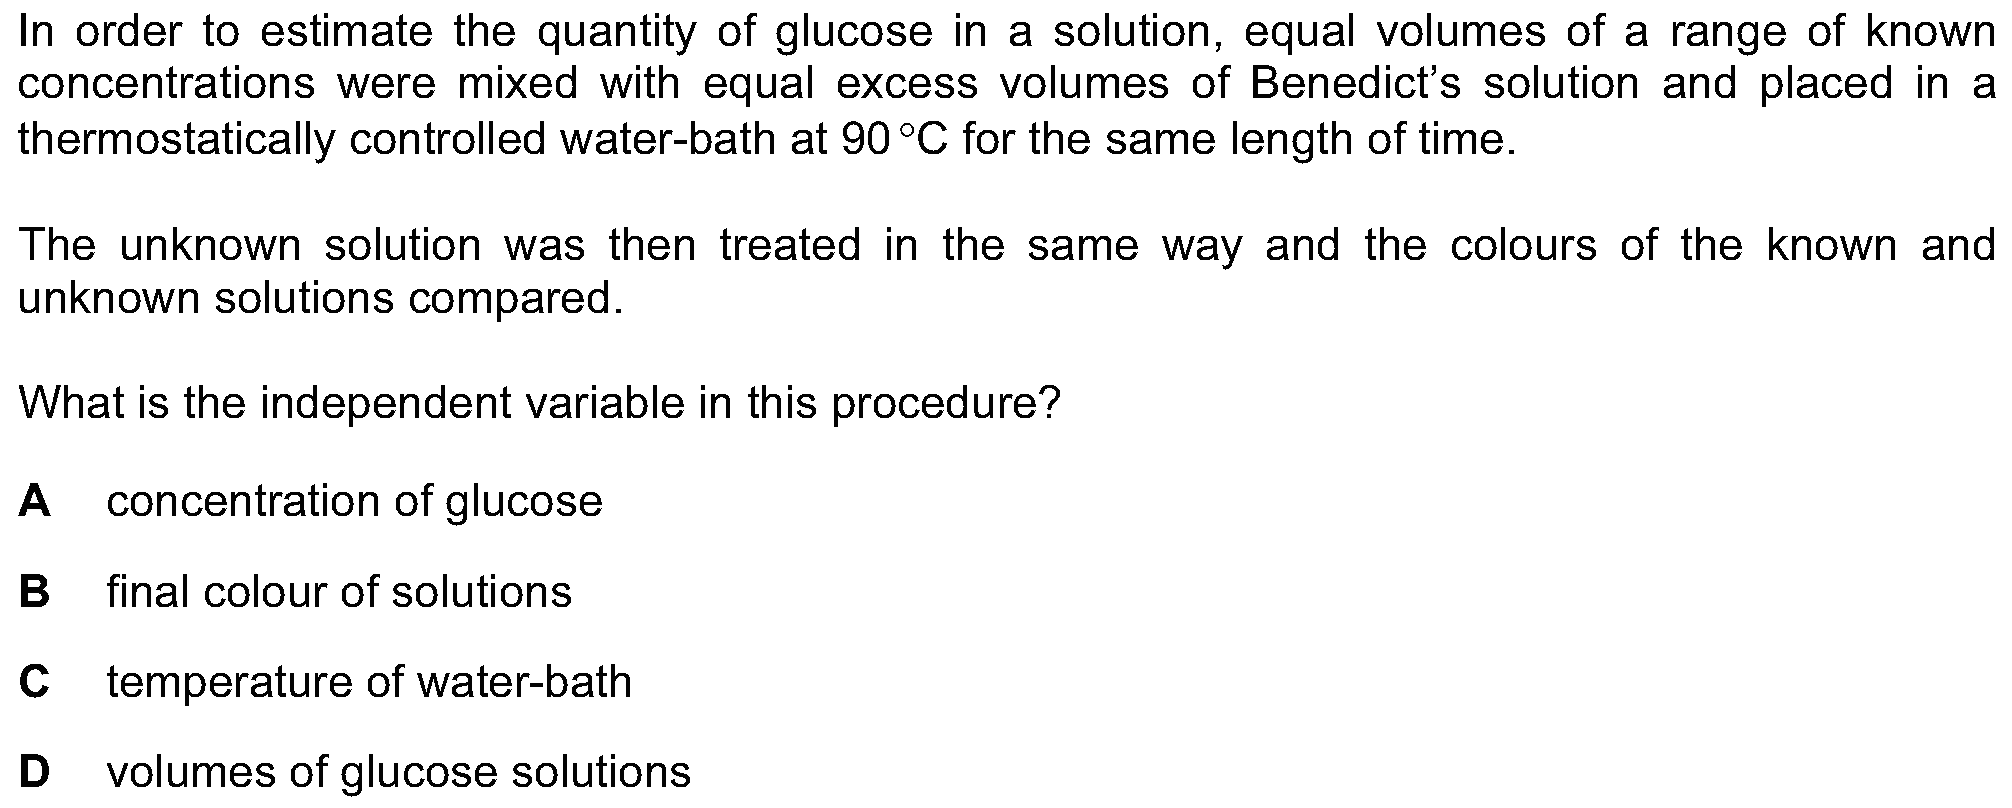 In order to estimate the quantity of glucose in a solution, equal volumes of a range of known
concentrations were mixed with equal excess volumes of Benedict’s solution and placed in a
thermostatically controlled water-bath at 90 °C for the same length of time.
The unknown solution was then treated in the same way and the colours of the known and
unknown solutions compared.
What is the independent variable in this procedure?
A concentration of glucose
B final colour of solutions
C temperature of water-bath
D volumes of glucose solutions